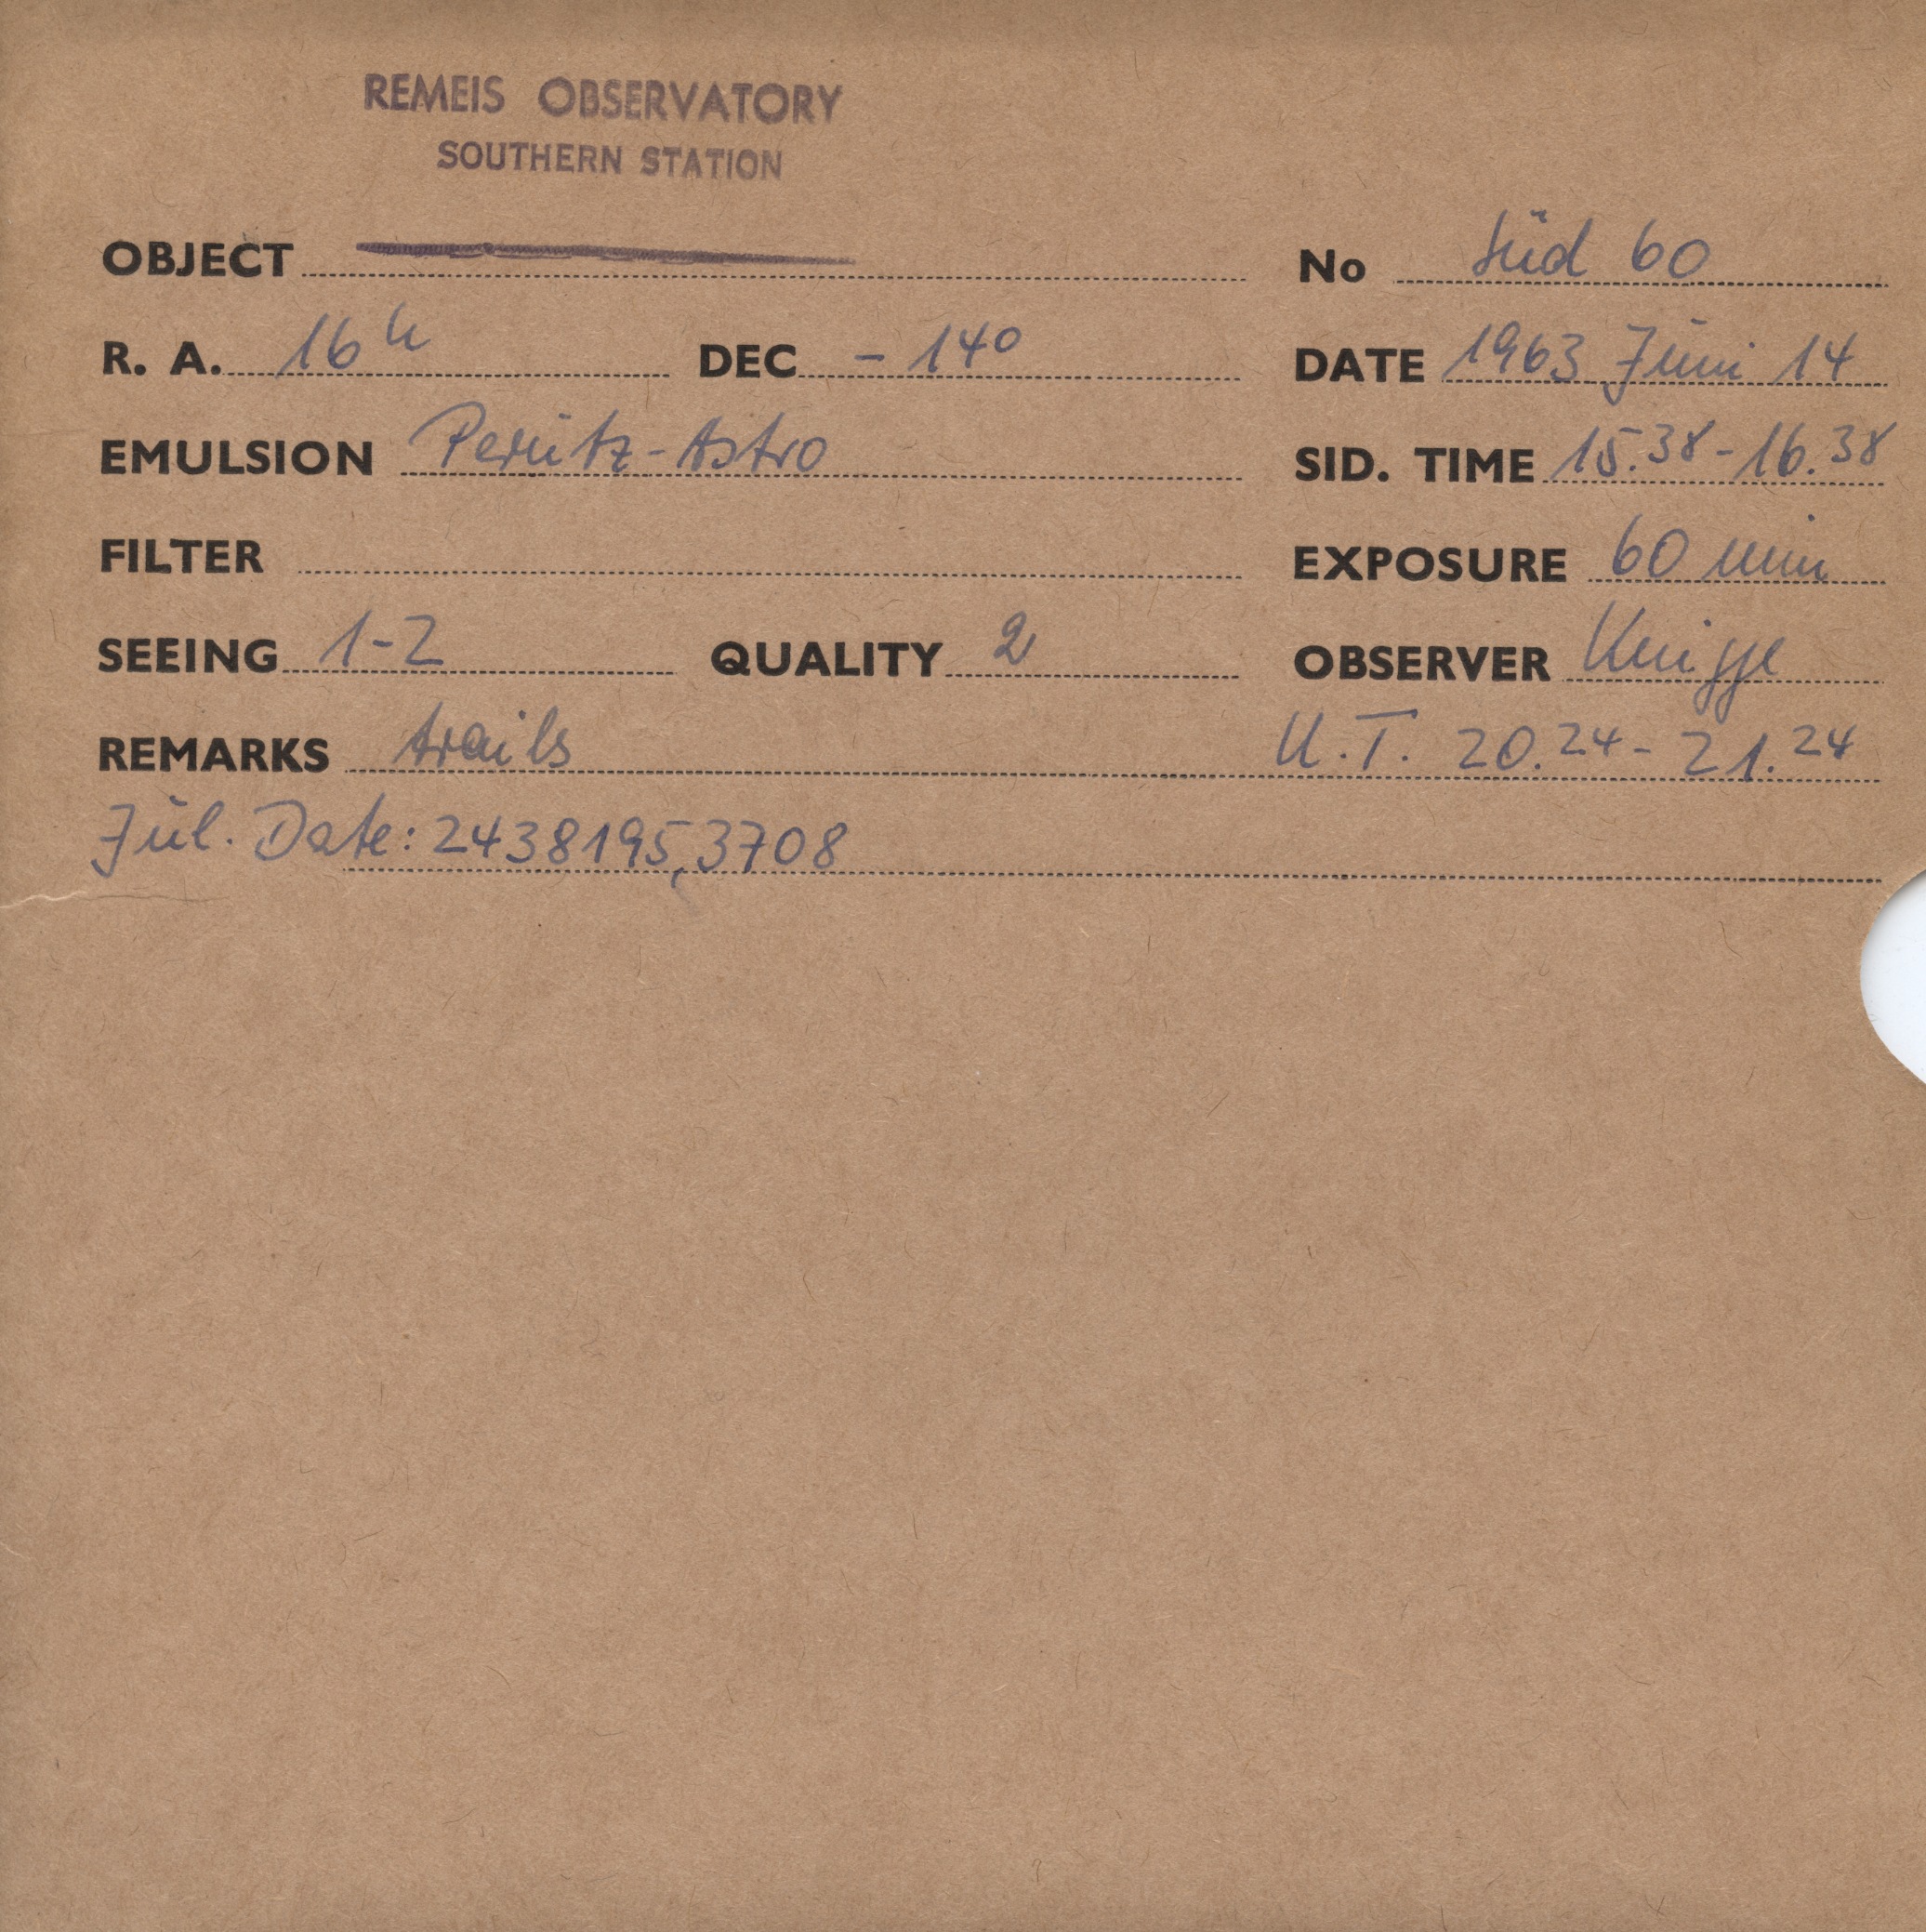 REMEIS OBSERVATORY
SOUTHERN STATION
OBJECT No Süd 60
R. A. 16h DEC - 14° DATE 1963 Juni 14
EMULSION Perutz-Astro SID. TIME 15.38-16.38
FILTER EXPOSURE 60 min
SEEING 1-2 QUALITY 2 OBSERVER Knigge
REMARKS trails U.T. 20.24-21.24
Jul. Date: 2438195,3708